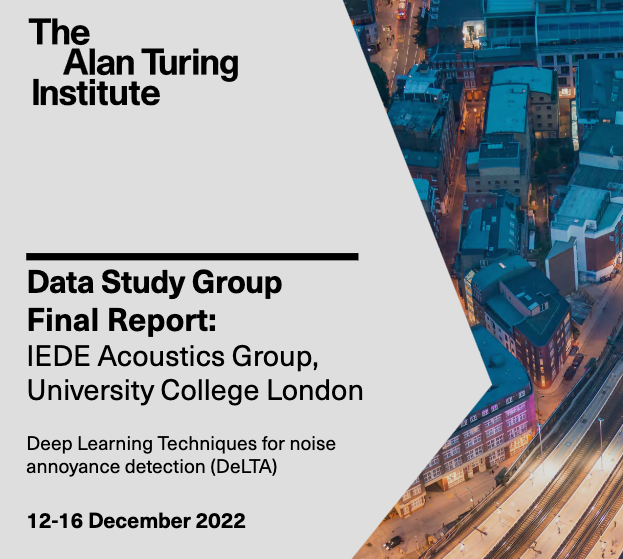 The
Alan Turing
Institute
Data Study Group
Final Report:
IEDE Acoustics Group,
University College London
Deep Learning Techniques for noise
annoyance detection (DeLTA)
12-16 December 2022